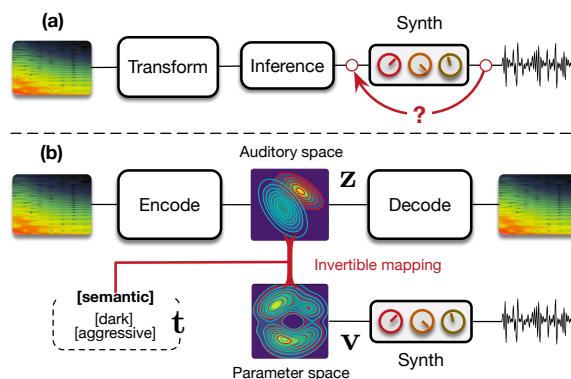 (a)
Synth
Transform
Inference
?
(b)
Auditory space
z
Encode
Decode
Invertible mapping
[semantic]
[dark]
[aggressive]
t
v
Synth
Parameter space